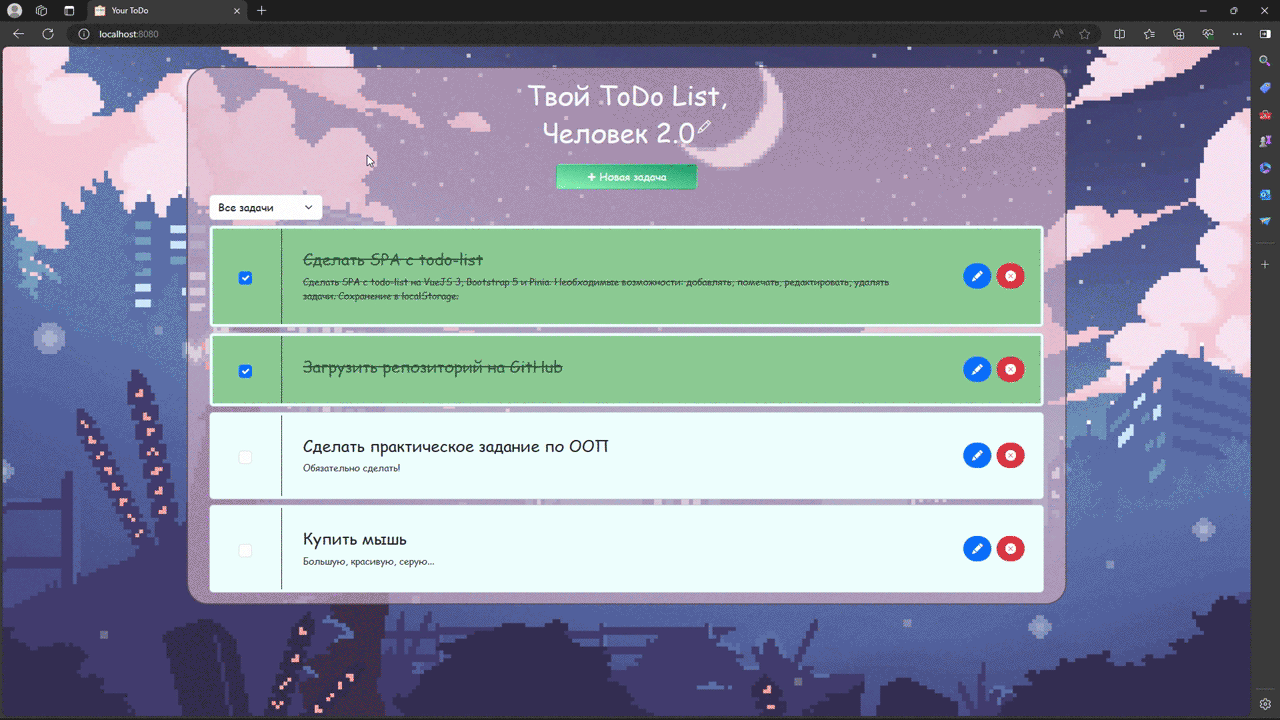 Your ToDo
localhost:8080
Твой ToDo List,
Человек 2.0
+ Новая задача
Все задачи
Сделать SPA с todo-list
Сделать SPA с todo-list на VueJS 3, Bootstrap 5 и Pinia. Необходимые возможности: добавлять, помечать, редактировать, удалять
задачи. Сохранение в localStorage.
Загрузить репозиторий на GitHub
Сделать практическое задание по ООП
Обязательно сделать!
Купить мышь
Большую, красивую, серую...